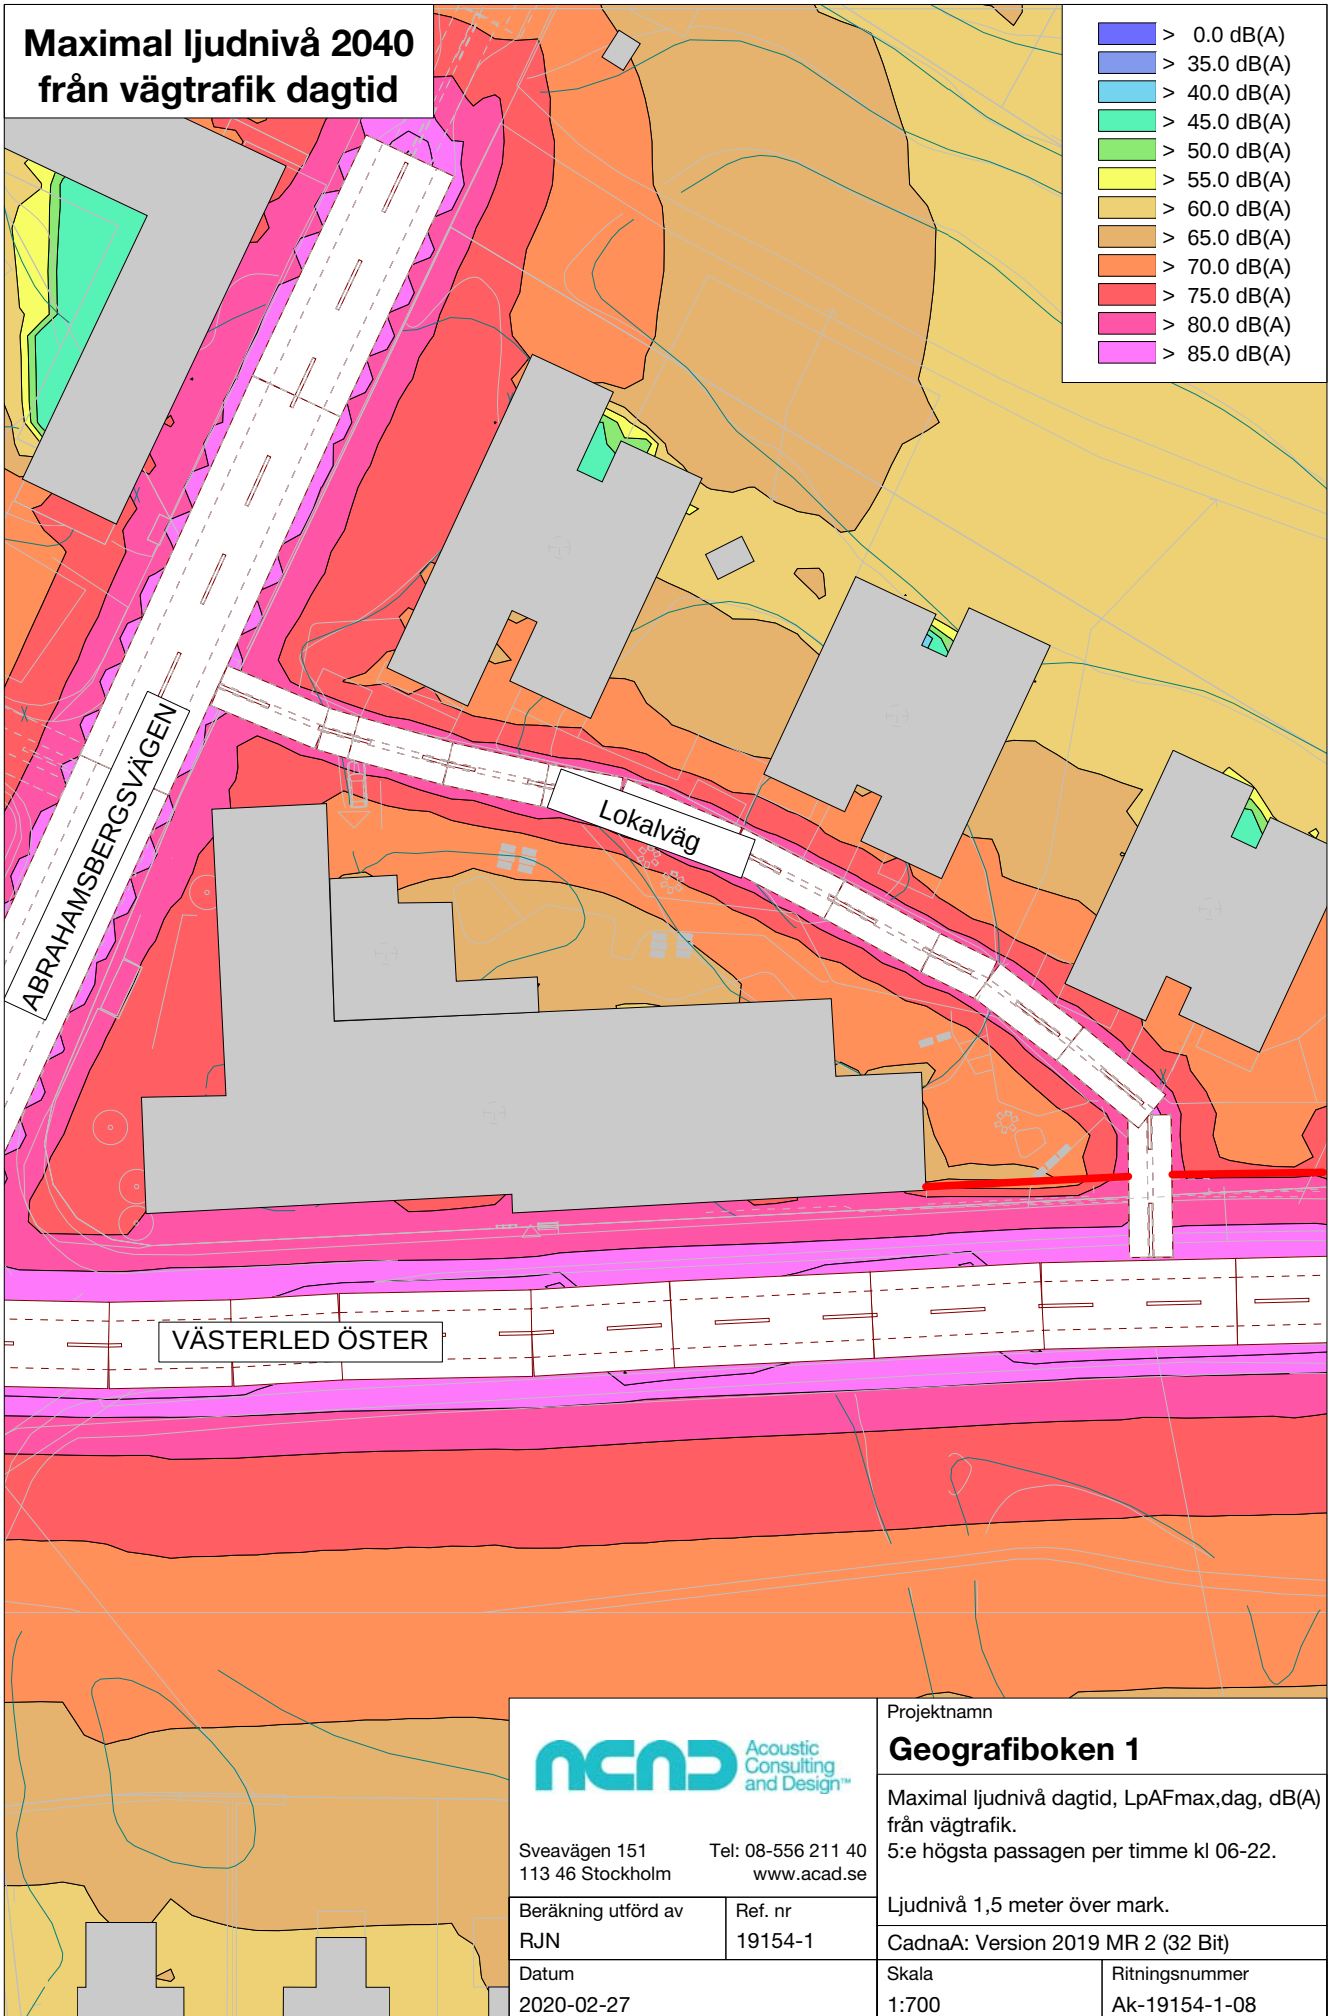 Maximal ljudnivå 2040
från vägtrafik dagtid
> 0.0 dB(A)
> 35.0 dB(A)
> 40.0 dB(A)
> 45.0 dB(A)
> 50.0 dB(A)
> 55.0 dB(A)
> 60.0 dB(A)
> 65.0 dB(A)
> 70.0 dB(A)
> 75.0 dB(A)
> 80.0 dB(A)
> 85.0 dB(A)
ABRAHAMSBERGSVÄGEN
Lokalväg
VÄSTERLED ÖSTER
ACAD
Acoustic
Consulting
and Design™
Sveavägen 151 Tel: 08-556 211 40
113 46 Stockholm www.acad.se
Beräkning utförd av
RJN
Ref. nr
19154-1
Datum
2020-02-27
Projektnamn
Geografiboken 1
Maximal ljudnivå dagtid, LpAFmax,dag, dB(A)
från vägtrafik.
5:e högsta passagen per timme kl 06-22.
Ljudnivå 1,5 meter över mark.
CadnaA: Version 2019 MR 2 (32 Bit)
Skala
1:700
Ritningsnummer
Ak-19154-1-08